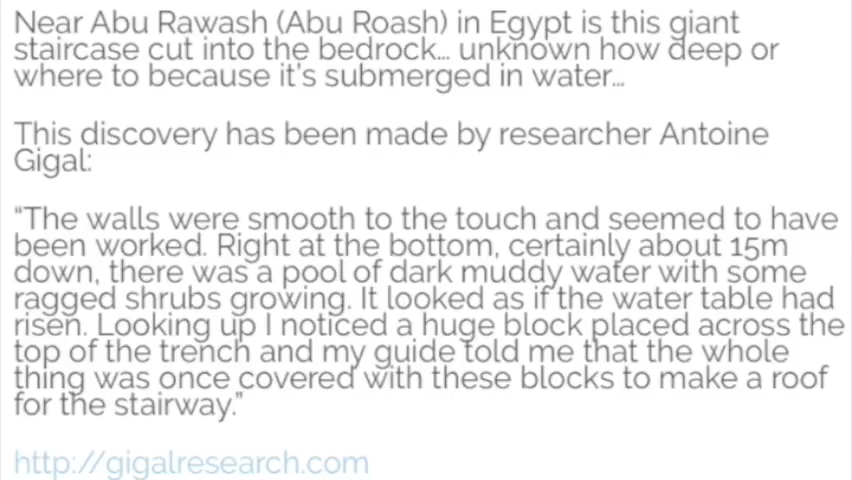 Near Abu Rawash (Abu Roash) in Egypt is this giant
staircase cut into the bedrock… unknown how deep or
where to because it's submerged in water…
This discovery has been made by researcher Antoine
Gigal:
“The walls were smooth to the touch and seemed to have
been worked. Right at the bottom, certainly about 15m
down, there was a pool of dark muddy water with some
ragged shrubs growing. It looked as if the water table had
risen. Looking up I noticed a huge block placed across the
top of the trench and my guide told me that the whole
thing was once covered with these blocks to make a roof
for the stairway.”
http://gigalresearch.com